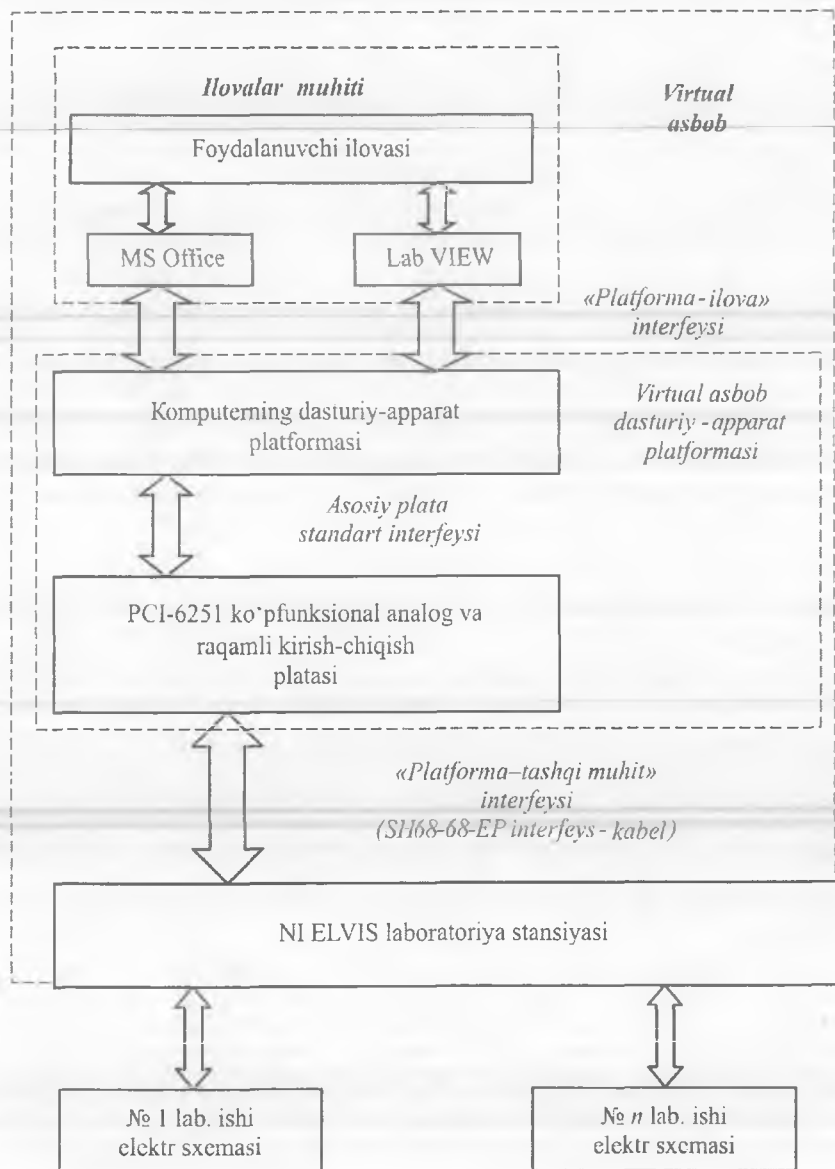 Ilovalar muhiti
Virtual
asbob
Foydalanuvchi ilovasi
MS Office
Lab VIEW
«Platforma-ilova»
interfeysi
Komputerning dasturiy-apparat
platformasi
Virtual asbob
dasturiy -apparat
platformasi
Asosiy plata
standart interfeysi
PCI-6251 ko‘pfunksional analog va
raqamli kirish-chiqish
platasi
«Platforma–tashqi muhit»
interfeysi
(SH68-68-EP interfeys - kabel)
NI ELVIS laboratoriya stansiyasi
№ 1 lab. ishi
elektr sxemasi
№ n lab. ishi
elektr sxemasi